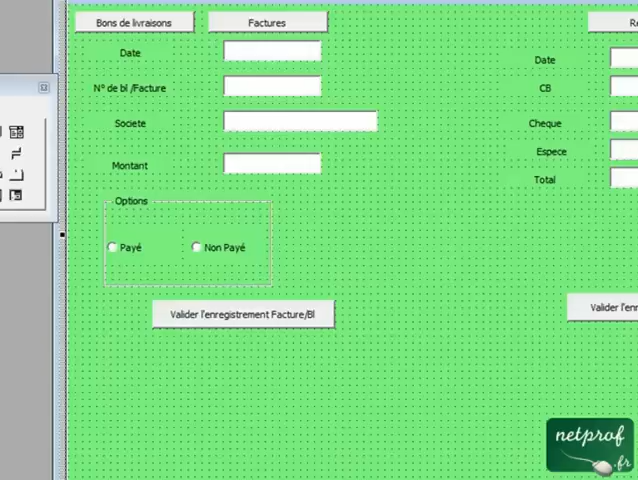 Bons de livraisons
Factures
Date
N° de bl /Facture
Societe
Montant
Options
Payé
Non Payé
Valider l'enregistrement Facture/Bl
Date
CB
Cheque
Espece
Total
netprof
.fr